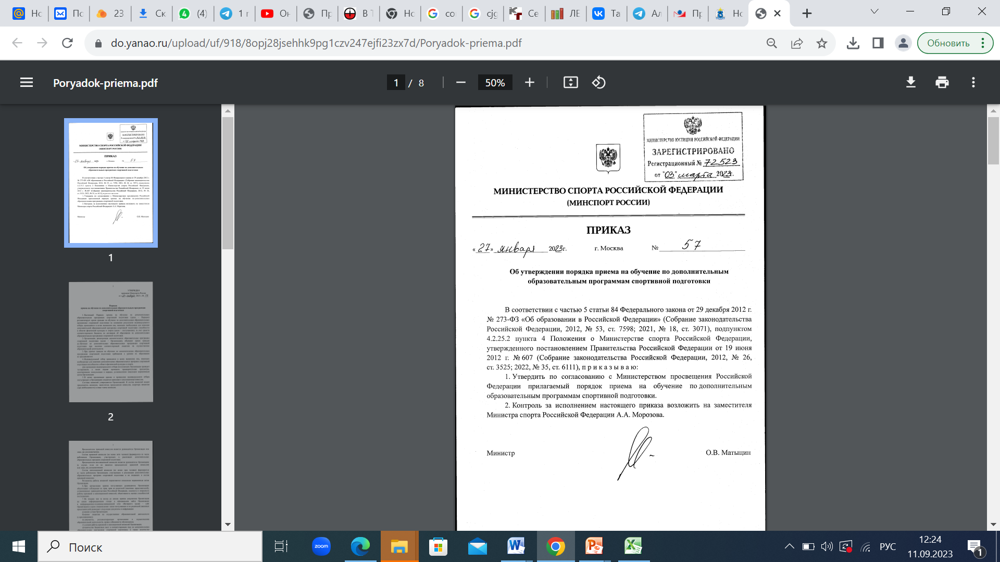 Но
По
23
Ск
(4)
1 г
Он
Пр
В Т
Но
со
cjg
Се
ЛЕ
Та
Ал
Пр
Но
do.yanao.ru/upload/uf/918/8opj28jsehhk9pg1czv247ejfi23zx7d/Poryadok-priema.pdf
Обновить
Poryadok-priema.pdf
1 / 8
50%
1
2
МИНИСТЕРСТВО ЮСТИЦИИ РОССИЙСКОЙ ФЕДЕРАЦИИ
ЗАРЕГИСТРИРОВАНО
Регистрационный № 72523
от "03" марта 2023г.
МИНИСТЕРСТВО СПОРТА РОССИЙСКОЙ ФЕДЕРАЦИИ
(МИНСПОРТ РОССИИ)
ПРИКАЗ
«27» января 2023г. г. Москва № 57
Об утверждении порядка приема на обучение по дополнительным
образовательным программам спортивной подготовки
В соответствии с частью 5 статьи 84 Федерального закона от 29 декабря 2012 г.
№ 273-ФЗ «Об образовании в Российской Федерации» (Собрание законодательства
Российской Федерации, 2012, № 53, ст. 7598; 2021, № 18, ст. 3071), подпунктом
4.2.25.2 пункта 4 Положения о Министерстве спорта Российской Федерации,
утвержденного постановлением Правительства Российской Федерации от 19 июня
2012 г. № 607 (Собрание законодательства Российской Федерации, 2012, № 26,
ст. 3525; 2022, № 35, ст. 6111), п р и к а з ы в а ю:
1. Утвердить по согласованию с Министерством просвещения Российской
Федерации прилагаемый порядок приема на обучение по дополнительным
образовательным программам спортивной подготовки.
2. Контроль за исполнением настоящего приказа возложить на заместителя
Министра спорта Российской Федерации А.А. Морозова.
Министр О.В. Матыцин
Поиск
zoom
РУС
12:24
11.09.2023
1